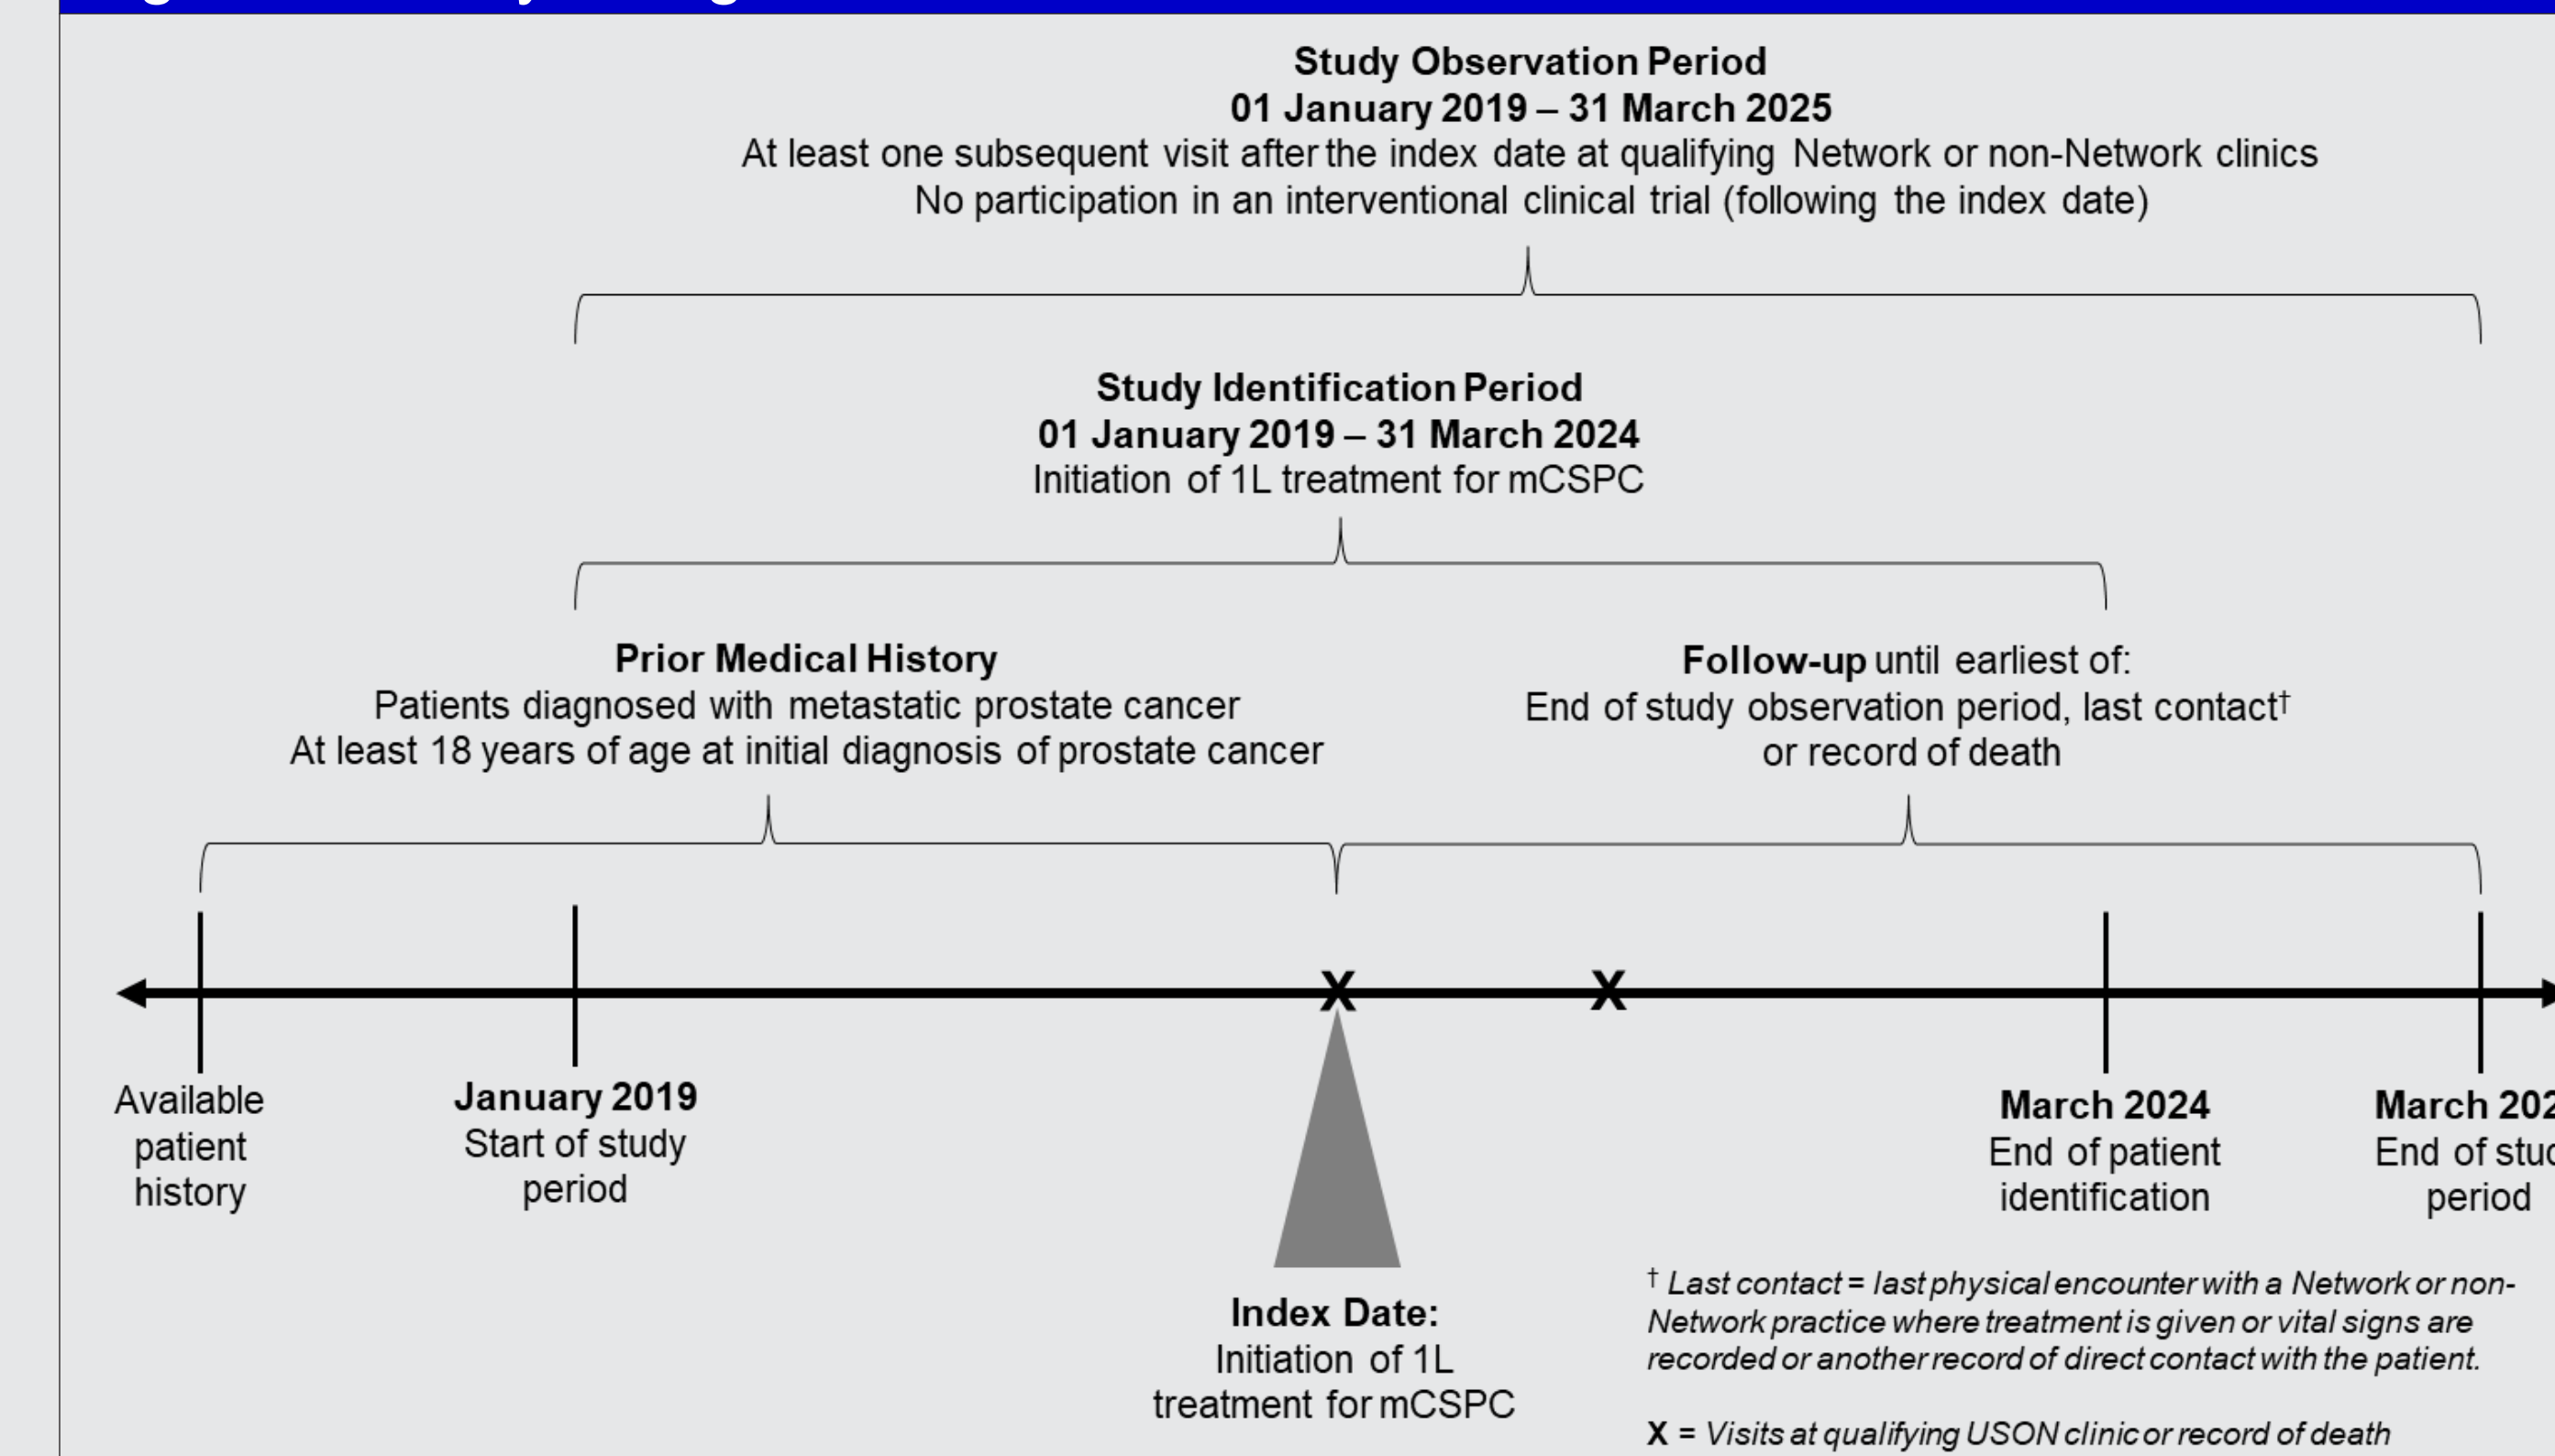 Study Observation Period
01 January 2019 – 31 March 2025
At least one subsequent visit after the index date at qualifying Network or non-Network clinics
No participation in an interventional clinical trial (following the index date)
Study Identification Period
01 January 2019 – 31 March 2024
Initiation of 1L treatment for mCSPC
Prior Medical History
Patients diagnosed with metastatic prostate cancer
At least 18 years of age at initial diagnosis of prostate cancer
Follow-up until earliest of:
End of study observation period, last contact†
or record of death
X X
Available
patient
history
January 2019
Start of study
period
Index Date:
Initiation of 1L
treatment for mCSPC
March 2024
End of patient
identification
March
End of
period
† Last contact = last physical encounter with a Network or non-
Network practice where treatment is given or vital signs are
recorded or another record of direct contact with the patient.
X = Visits at qualifying USON clinic or record of death